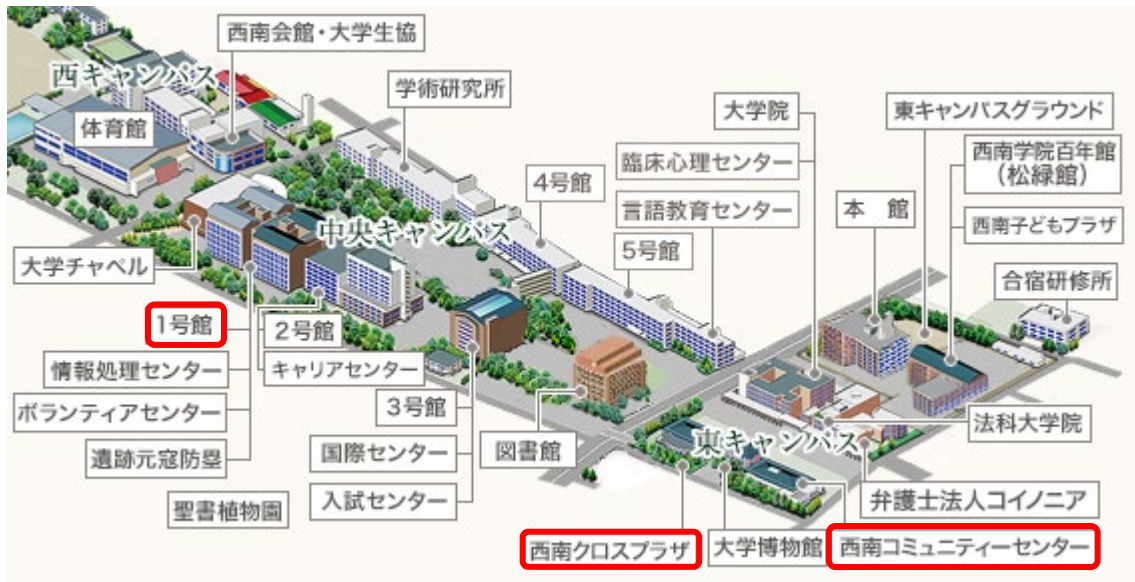 西南会館・大学生協
西キャンパス
体育館
学術研究所
大学院
東キャンパスグラウンド
臨床心理センター
西南学院百年館
（松緑館）
4号館
言語教育センター
本　館
西南子どもプラザ
中央キャンパス
5号館
大学チャペル
合宿研修所
1号館
2号館
情報処理センター
キャリアセンター
ボランティアセンター
3号館
法科大学院
東キャンパス
遺跡元寇防塁
国際センター
図書館
聖書植物園
入試センター
弁護士法人コイノニア
西南クロスプラザ
大学博物館
西南コミュニティーセンター